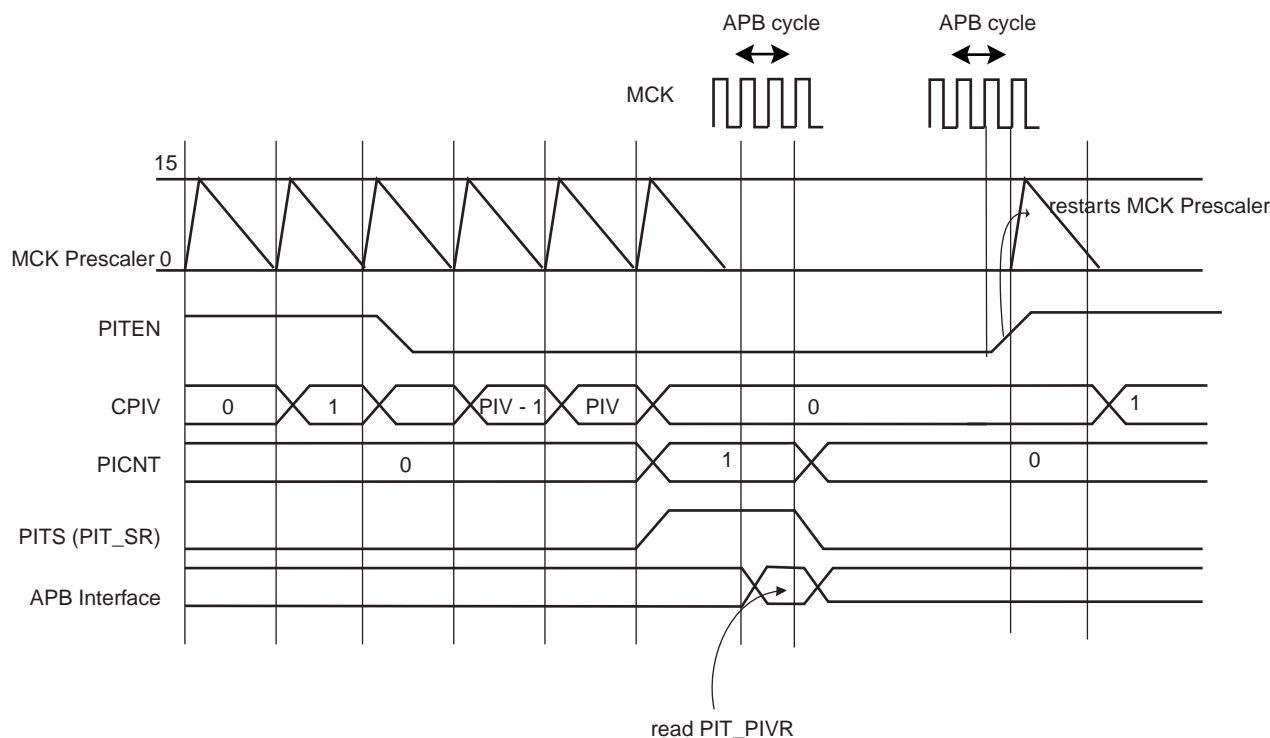 APB cycle APB cycle
MCK
15
restarts MCK Prescaler
MCK Prescaler 0
PITEN
CPIV 0 1 PIV - 1 PIV 0 1
PICNT 0 1 0
PITS (PIT_SR)
APB Interface
read PIT_PIVR